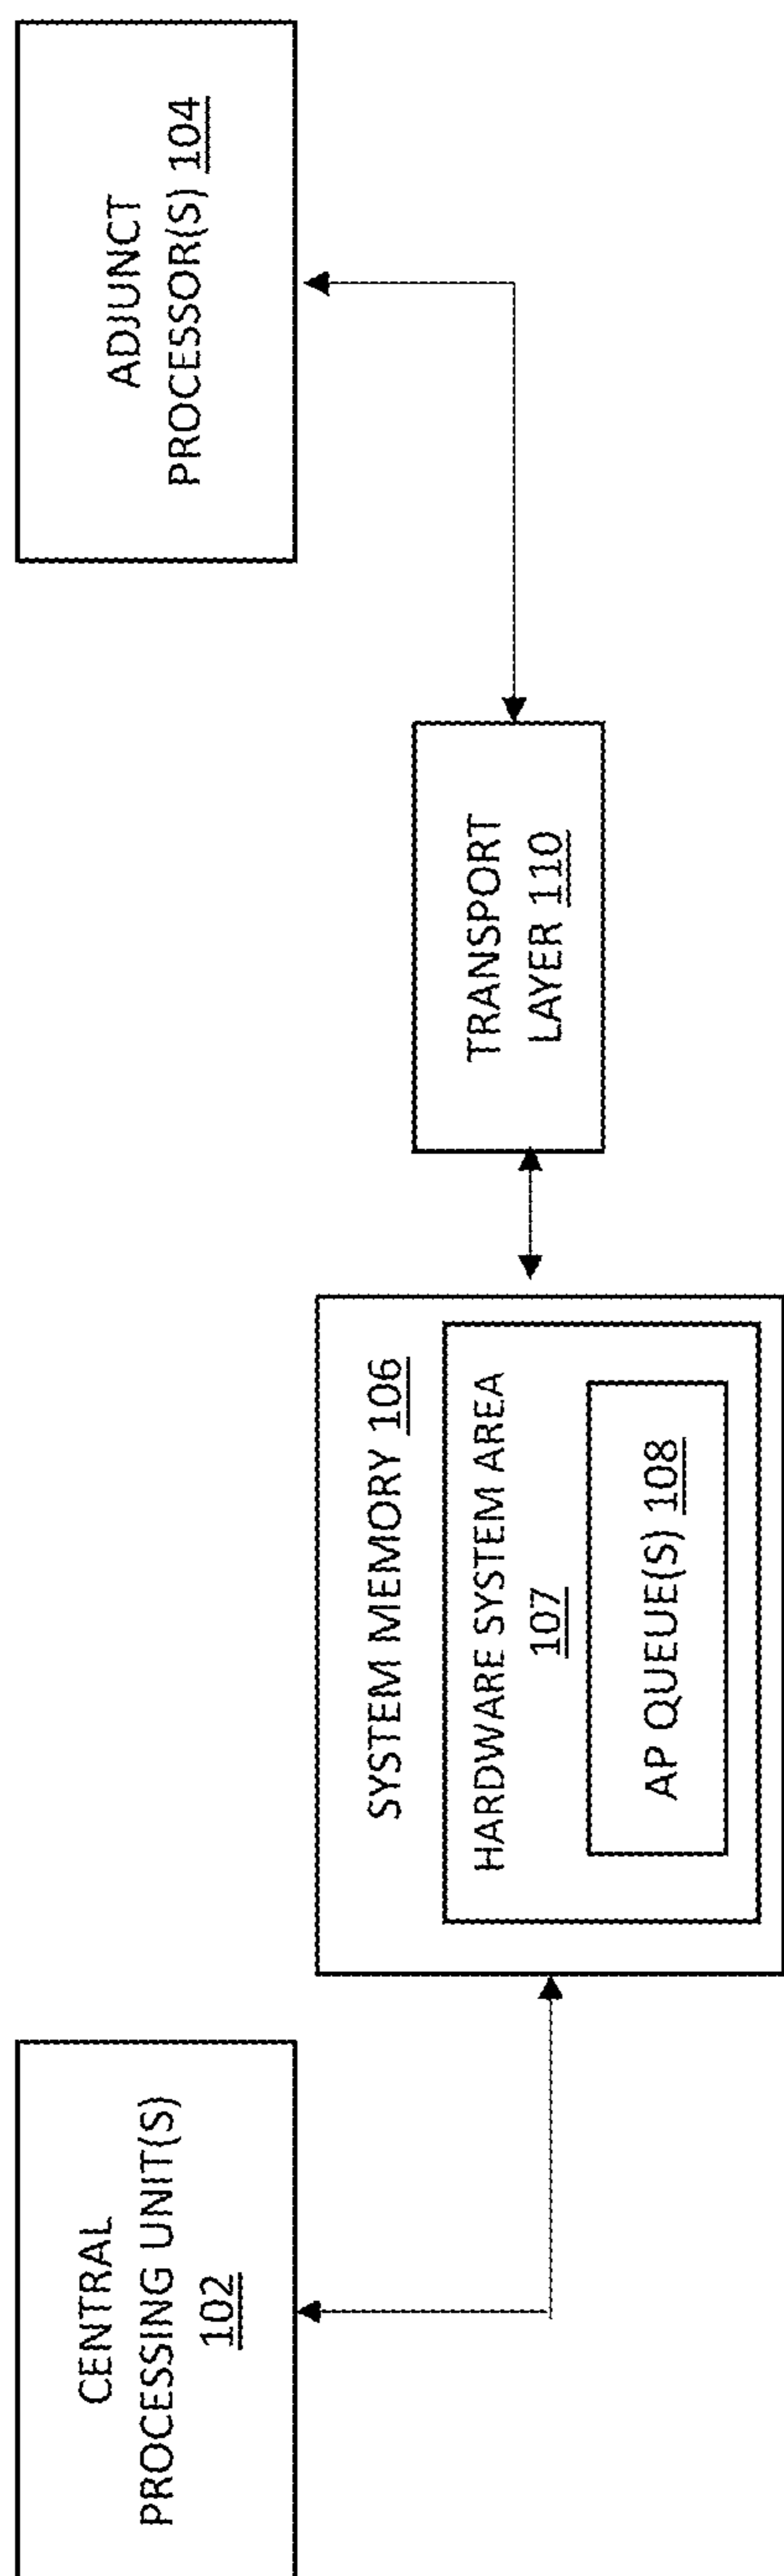 CENTRAL
PROCESSING UNIT(S)
102
SYSTEM MEMORY 106
HARDWARE SYSTEM AREA
107
AP QUEUE(S) 108
TRANSPORT
LAYER 110
ADJUNCT
PROCESSOR(S) 104